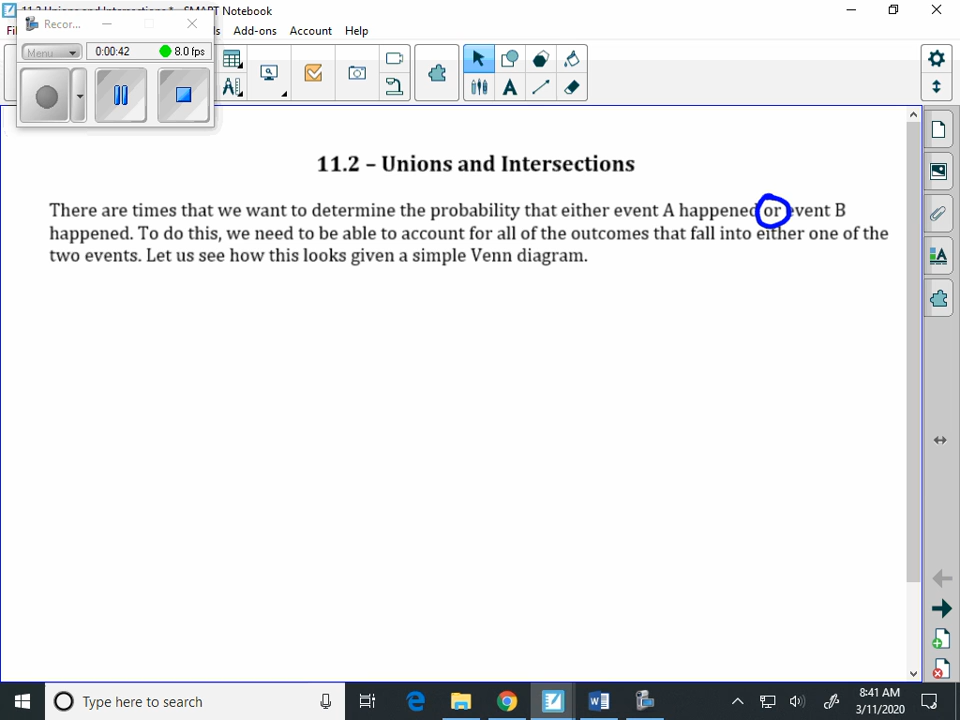 SMART Notebook
Recor...
Add-ons Account Help
Menu 0:00:42 8.0 fps
11.2 – Unions and Intersections
There are times that we want to determine the probability that either event A happened or event B
happened. To do this, we need to be able to account for all of the outcomes that fall into either one of the
two events. Let us see how this looks given a simple Venn diagram.
Type here to search
8:41 AM
3/11/2020